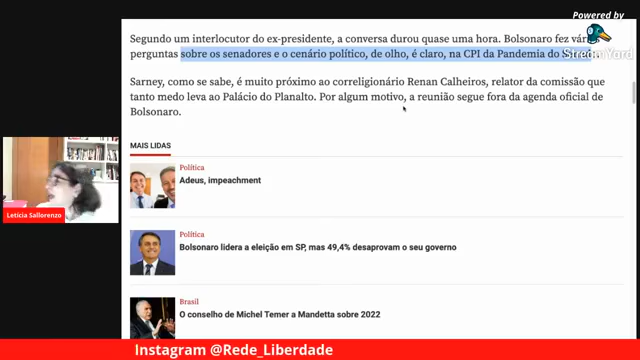 Powered by
StreamYard
Segundo um interlocutor do ex-presidente, a conversa durou quase uma hora. Bolsonaro fez várias
perguntas sobre os senadores e o cenário político, de olho, é claro, na CPI da Pandemia do
Sarney, como se sabe, é muito próximo ao correligionário Renan Calheiros, relator da comissão que
tanto medo leva ao Palácio do Planalto. Por algum motivo, a reunião segue fora da agenda oficial de
Bolsonaro.
MAIS LIDAS
Política
Adeus, impeachment
Letícia Sallorenzo
Política
Bolsonaro lidera a eleição em SP, mas 49,4% desaprovam o seu governo
Brasil
O conselho de Michel Temer a Mandetta sobre 2022
Instagram @Rede_Liberdade